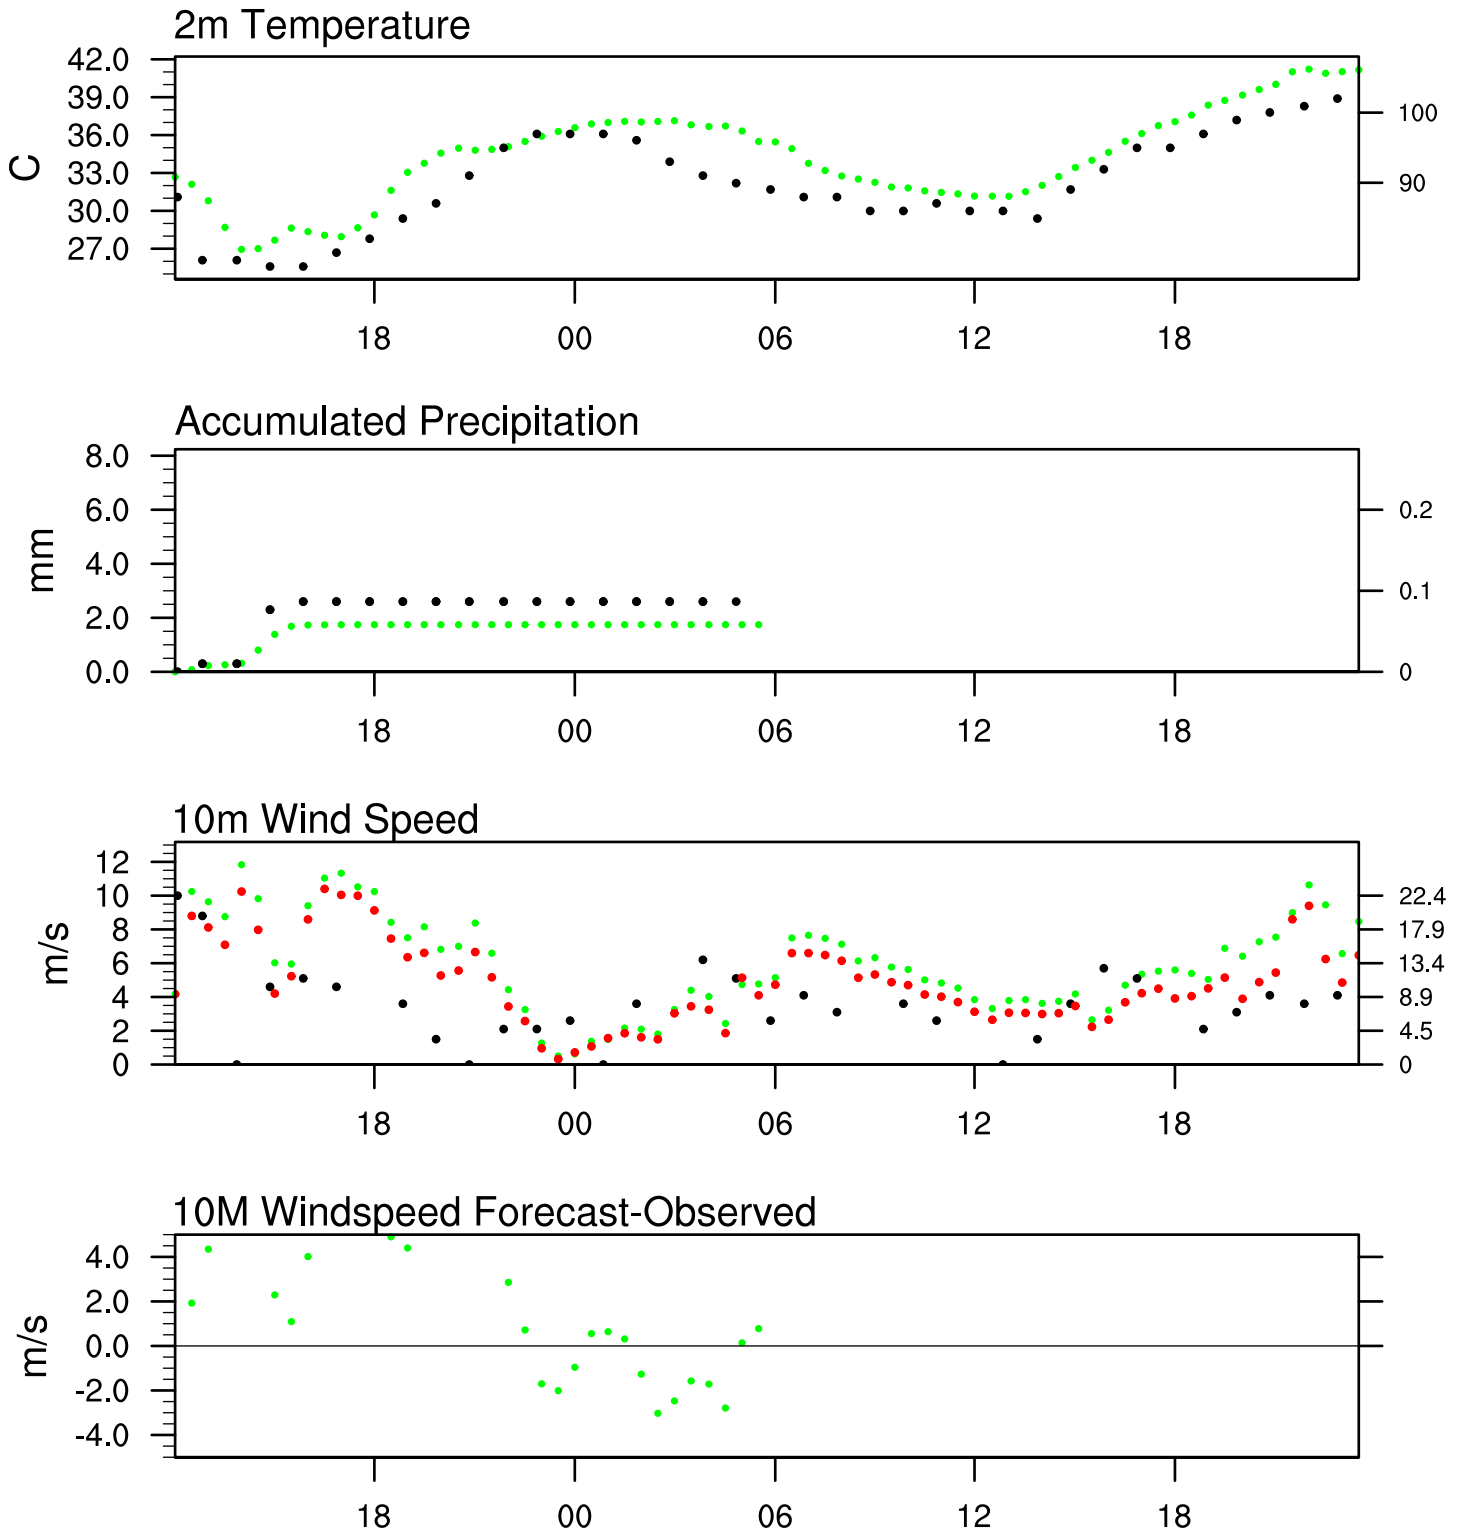 2m Temperature
42.0
39.0
36.0
33.0
30.0
27.0
C
100
90
18 00 06 12 18
Accumulated Precipitation
8.0
6.0
4.0
2.0
0.0
mm
0.2
0.1
0
18 00 06 12 18
10m Wind Speed
12
10
8
6
4
2
0
m/s
22.4
17.9
13.4
8.9
4.5
0
18 00 06 12 18
10M Windspeed Forecast-Observed
4.0
2.0
0.0
-2.0
-4.0
m/s
18 00 06 12 18